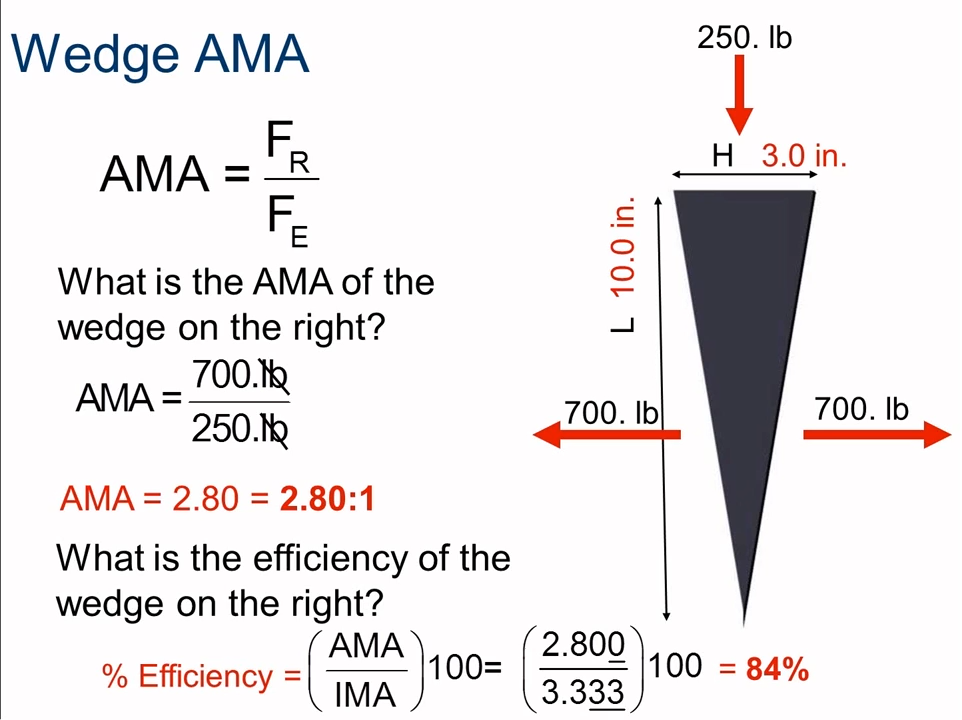 Wedge AMA
AMA = F_R / F_E
What is the AMA of the
wedge on the right?
AMA = 700.lb / 250.lb
AMA = 2.80 = 2.80:1
What is the efficiency of the
wedge on the right?
% Efficiency = (AMA / IMA) 100= (2.800 / 3.333) 100 = 84%
250. lb
H 3.0 in.
L 10.0 in.
700. lb
700. lb